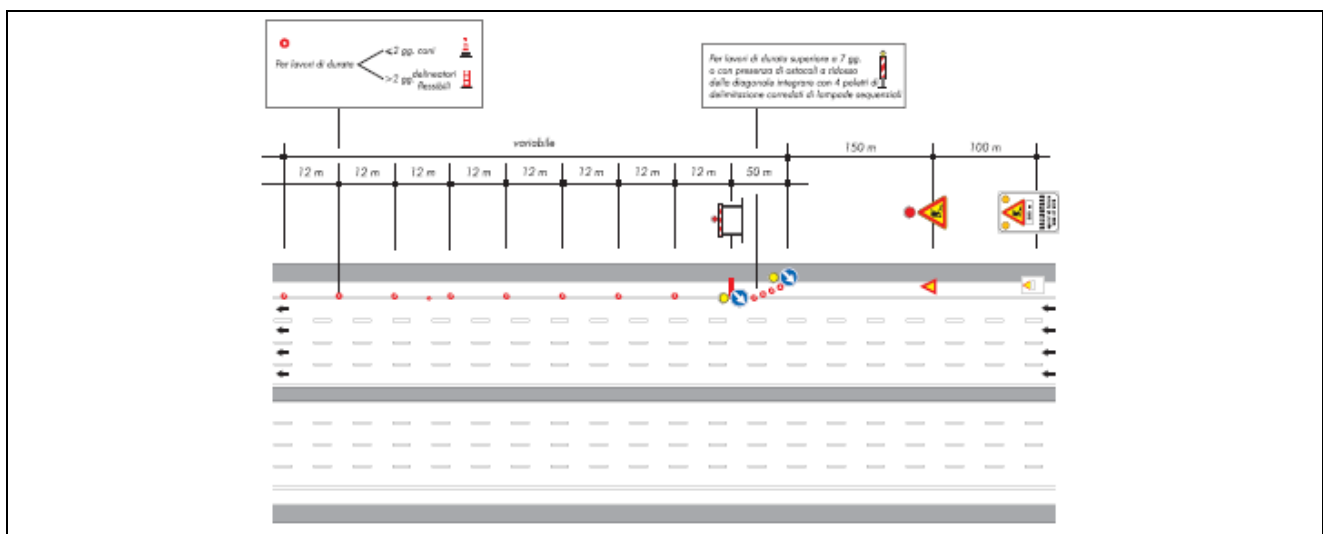 Per lavori di durata
⩽2 gg. coni
>2 gg. delineatori
flessibili
Per lavori di durata superiore a 7 gg.
o con presenza di ostacoli a ridosso
della diagonale integrare con 4 paletti di
delimitazione corredati di lampade sequenziali
variabile
150 m
100 m
12 m 12 m 12 m 12 m 12 m 12 m 12 m 12 m 50 m